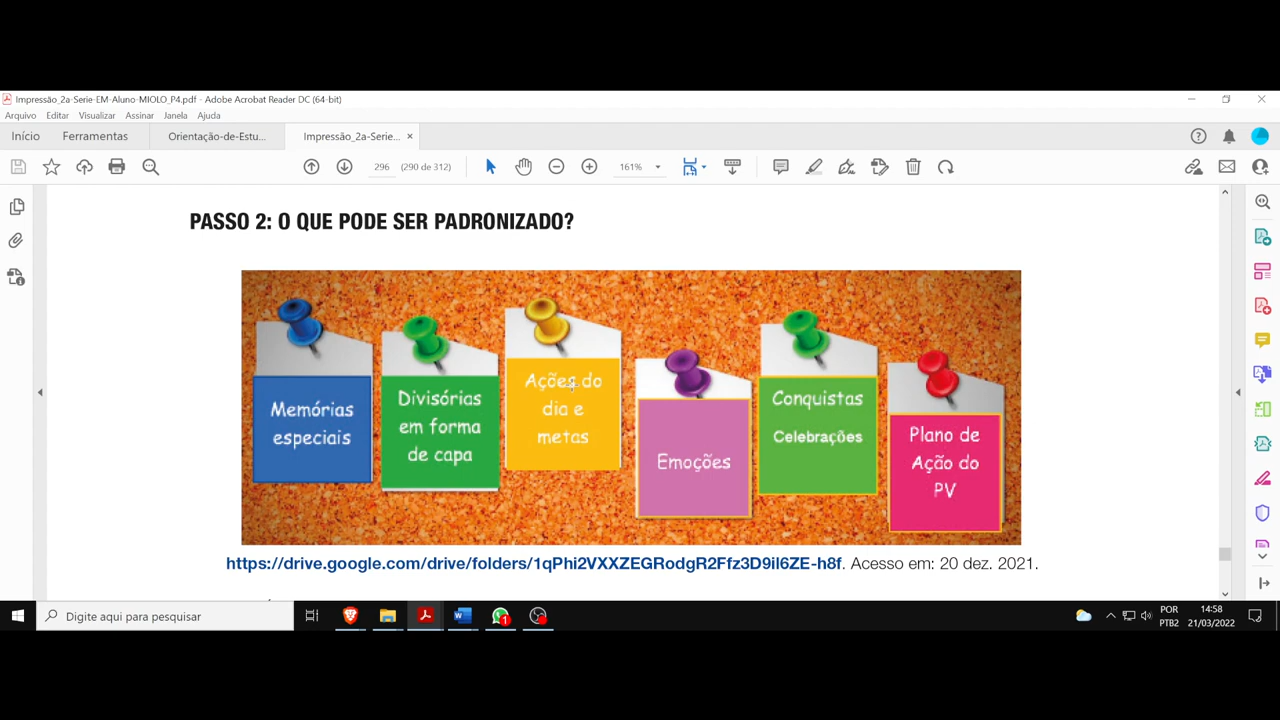 Impressão_2a-Serie-EM-Aluno-MIOLO_P4.pdf - Adobe Acrobat Reader DC (64-bit)
Arquivo Editar Visualizar Assinar Janela Ajuda
Início Ferramentas Orientação-de-Estu... Impressão_2a-Serie... ×
296 (290 de 312) 161%
PASSO 2: O QUE PODE SER PADRONIZADO?
Memórias
especiais
Divisórias
em forma
de capa
Ações do
dia e
metas
Emoções
Conquistas
Celebrações
Plano de
Ação do
PV
https://drive.google.com/drive/folders/1qPhi2VXXZEGRodgR2Ffz3D9il6ZE-h8f. Acesso em: 20 dez. 2021.
Digite aqui para pesquisar
1
POR 14:58
PTB2 21/03/2022